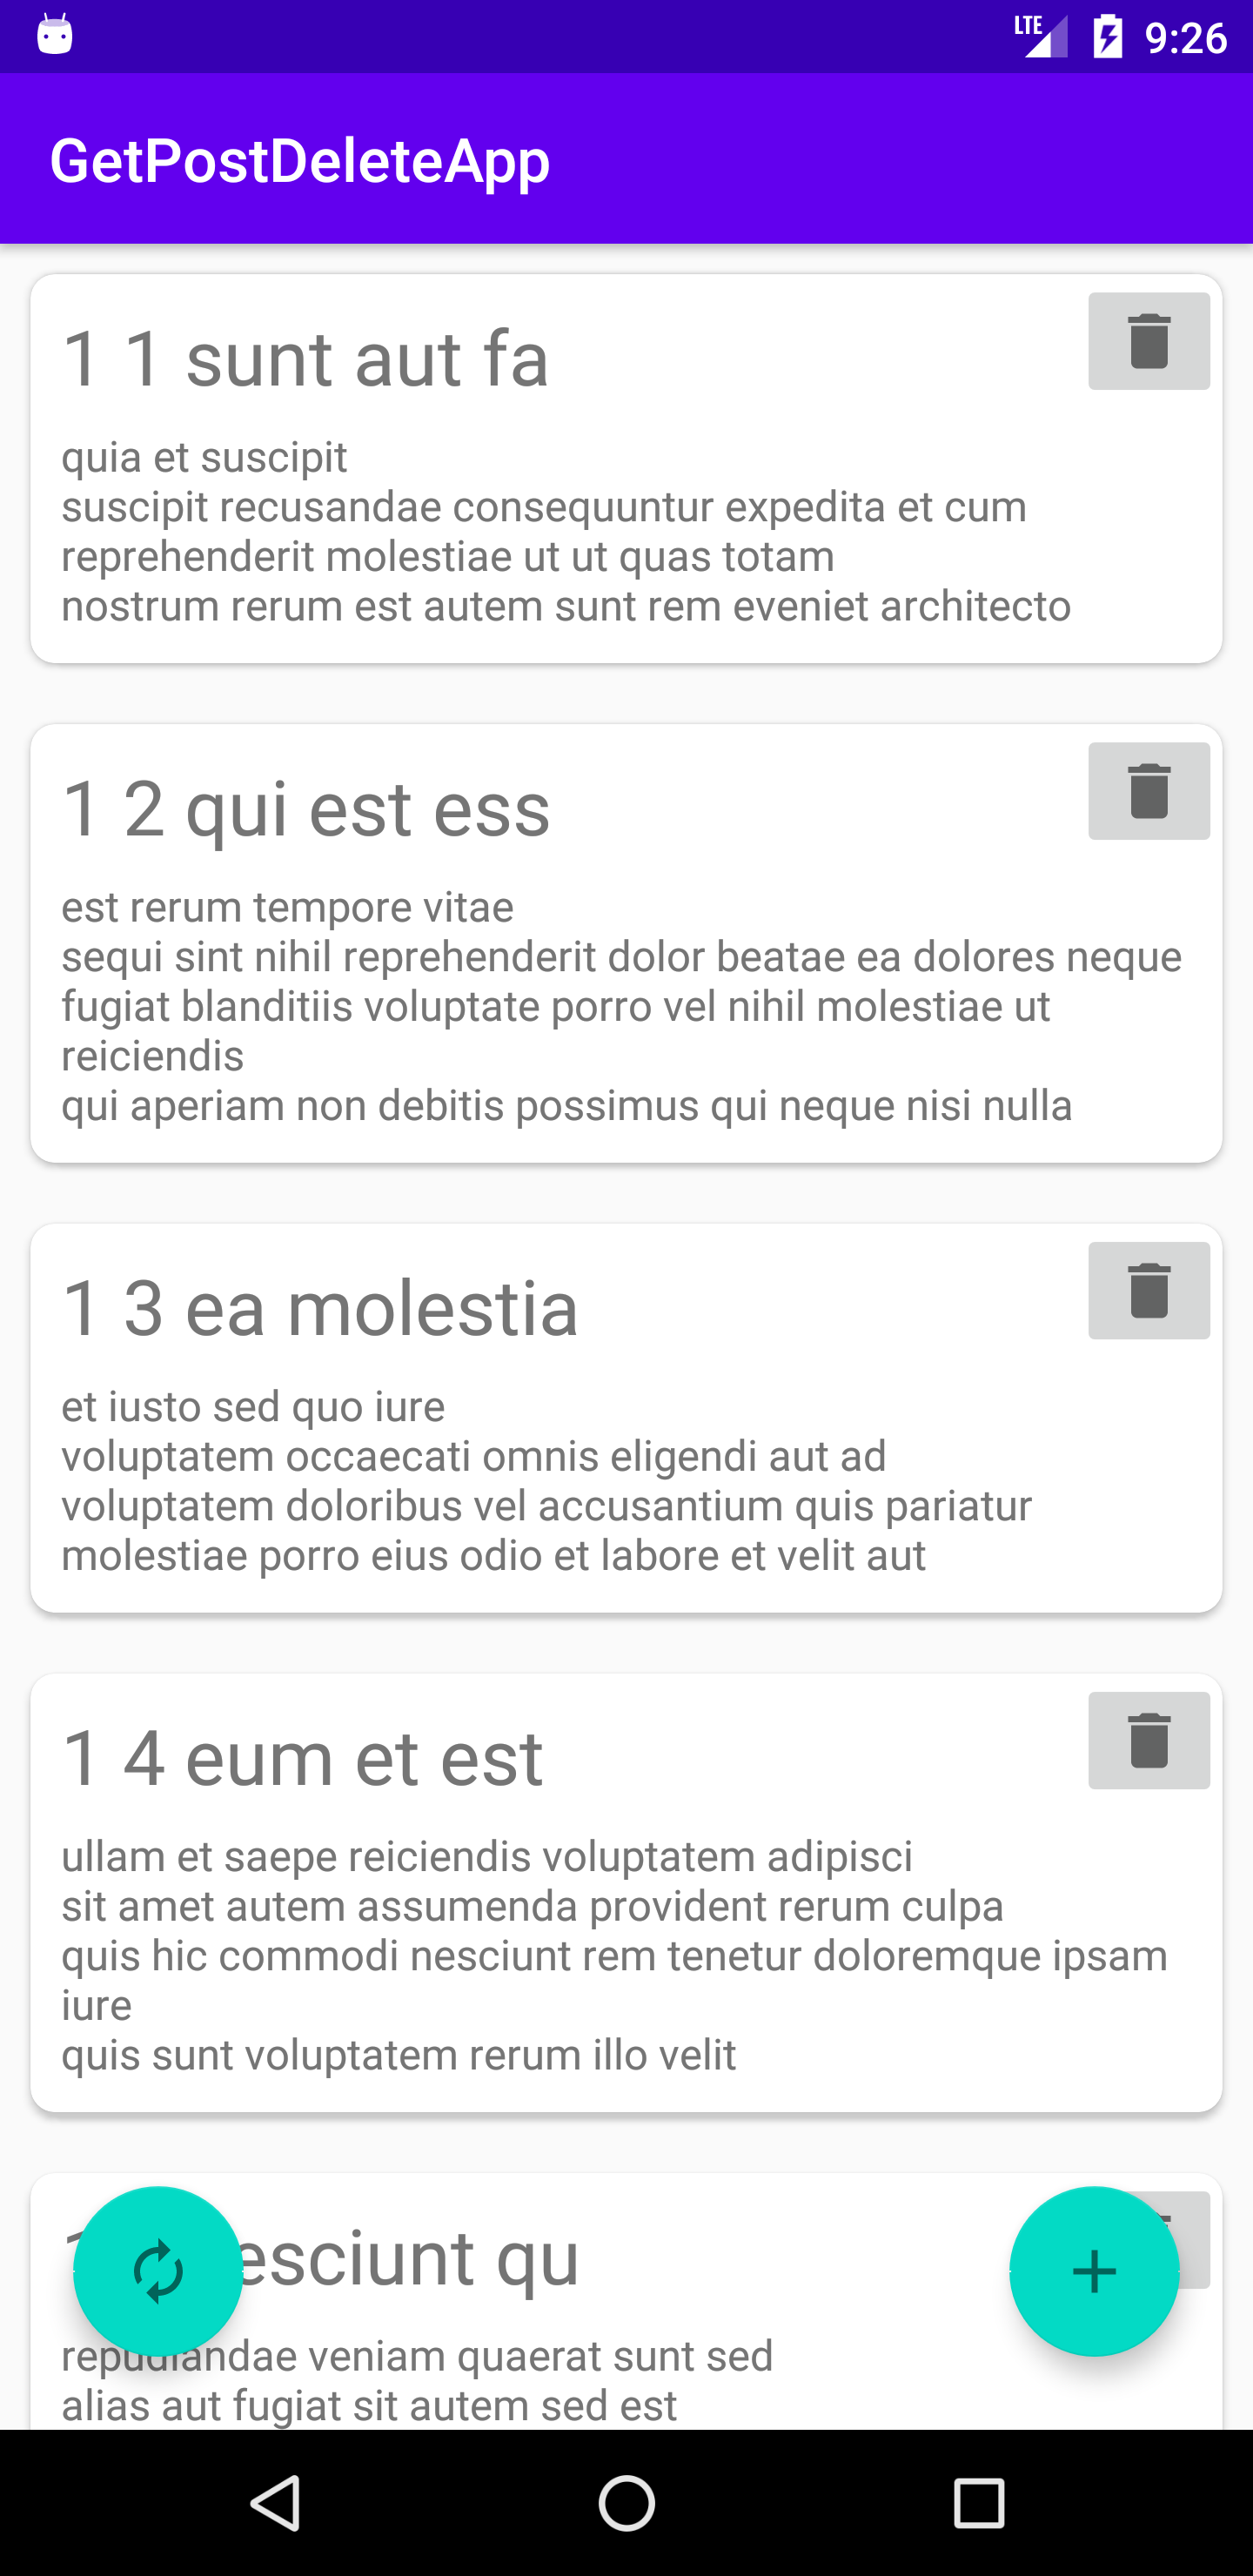 LTE 9:26
GetPostDeleteApp
1 1 sunt aut fa
quia et suscipit
suscipit recusandae consequuntur expedita et cum
reprehenderit molestiae ut ut quas totam
nostrum rerum est autem sunt rem eveniet architecto
1 2 qui est ess
est rerum tempore vitae
sequi sint nihil reprehenderit dolor beatae ea dolores neque
fugiat blanditiis voluptate porro vel nihil molestiae ut
reiciendis
qui aperiam non debitis possimus qui neque nisi nulla
1 3 ea molestia
et iusto sed quo iure
voluptatem occaecati omnis eligendi aut ad
voluptatem doloribus vel accusantium quis pariatur
molestiae porro eius odio et labore et velit aut
1 4 eum et est
ullam et saepe reiciendis voluptatem adipisci
sit amet autem assumenda provident rerum culpa
quis hic commodi nesciunt rem tenetur doloremque ipsam
iure
quis sunt voluptatem rerum illo velit
qu
repudiandae veniam quaerat sunt sed
alias aut fugiat sit autem sed est